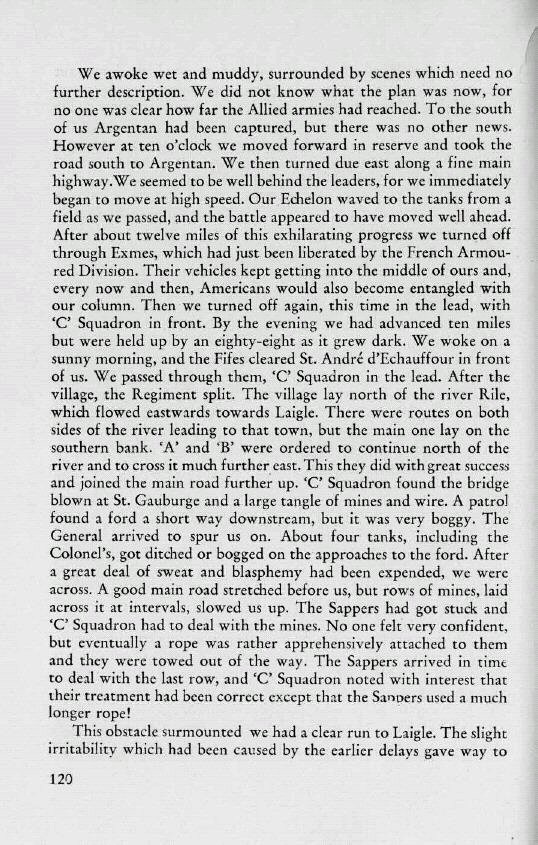 We awoke wet and muddy, surrounded by scenes which need no
further description. We did not know what the plan was now, for
no one was clear how far the Allied armies had reached. To the south
of us Argentan had been captured, but there was no other news.
However at ten o'clock we moved forward in reserve and took the
road south to Argentan. We then turned due east along a fine main
highway.We seemed to be well behind the leaders, for we immediately
began to move at high speed. Our Echelon waved to the tanks from a
field as we passed, and the battle appeared to have moved well ahead.
After about twelve miles of this exhilarating progress we turned off
through Exmes, which had just been liberated by the French Armou-
red Division. Their vehicles kept getting into the middle of ours and,
every now and then, Americans would also become entangled with
our column. Then we turned off again, this time in the lead, with
‘C’ Squadron in front. By the evening we had advanced ten miles
but were held up by an eighty-eight as it grew dark. We woke on a
sunny morning, and the Fifes cleared St. André d'Echauffour in front
of us. We passed through them, ‘C’ Squadron in the lead. After the
village, the Regiment split. The village lay north of the river Rile,
which flowed eastwards towards Laigle. There were routes on both
sides of the river leading to that town, but the main one lay on the
southern bank. ‘A’ and ‘B’ were ordered to continue north of the
river and to cross it much further east. This they did with great success
and joined the main road further up. ‘C’ Squadron found the bridge
blown at St. Gauburge and a large tangle of mines and wire. A patrol
found a ford a short way downstream, but it was very boggy. The
General arrived to spur us on. About four tanks, including the
Colonel's, got ditched or bogged on the approaches to the ford. After
a great deal of sweat and blasphemy had been expended, we were
across. A good main road stretched before us, but rows of mines, laid
across it at intervals, slowed us up. The Sappers had got stuck and
‘C’ Squadron had to deal with the mines. No one felt very confident,
but eventually a rope was rather apprehensively attached to them
and they were towed out of the way. The Sappers arrived in time
to deal with the last row, and ‘C’ Squadron noted with interest that
their treatment had been correct except that the Sappers used a much
longer rope!
This obstacle surmounted we had a clear run to Laigle. The slight
irritability which had been caused by the earlier delays gave way to
120